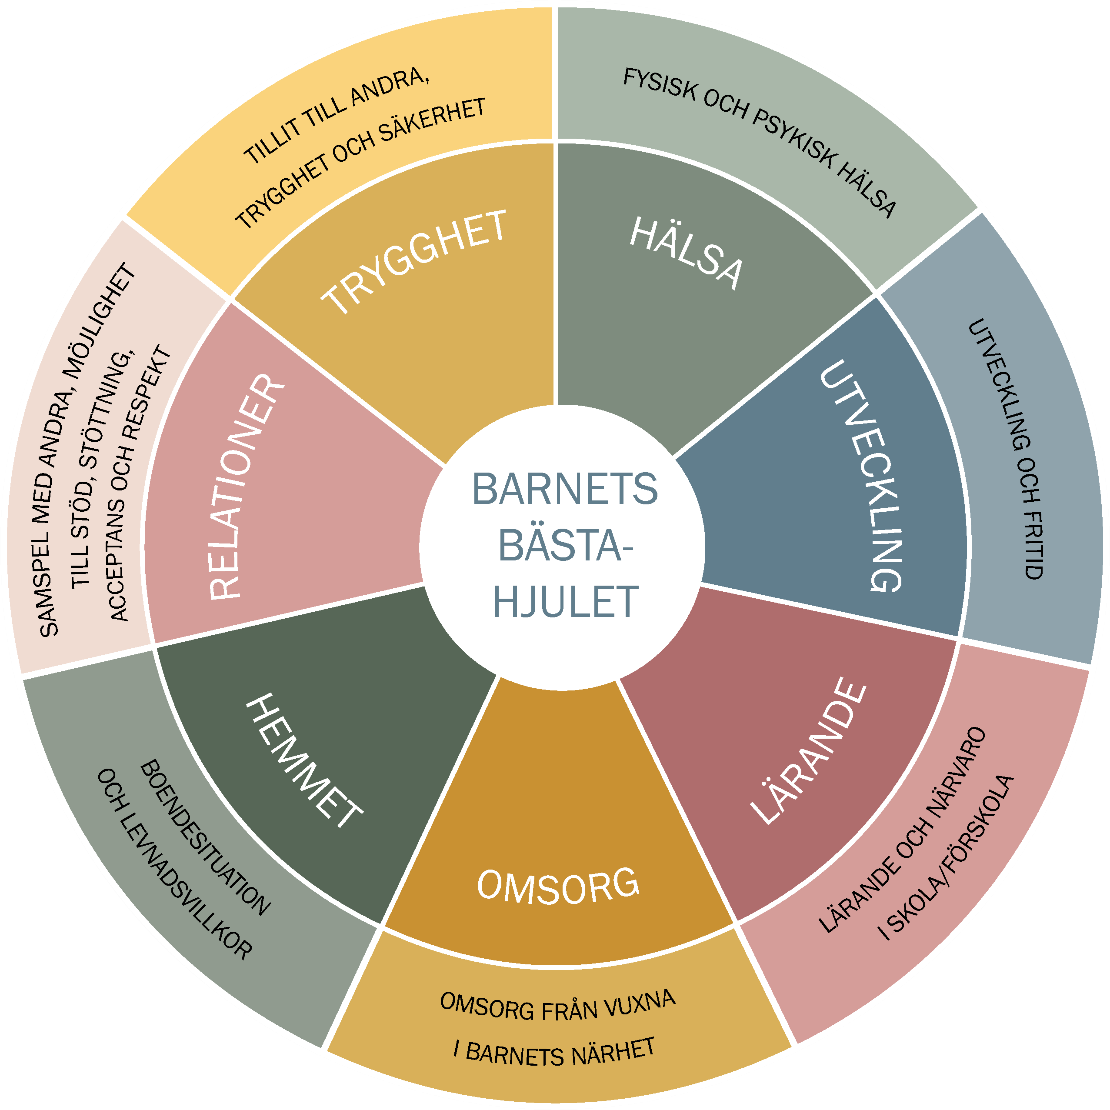 BARNETS
BÄSTA-
HJULET
HÄLSA
FYSISK OCH PSYKISK HÄLSA
UTVECKLING
UTVECKLING OCH FRITID
LÄRANDE
LÄRANDE OCH NÄRVARO
I SKOLA/FÖRSKOLA
OMSORG
OMSORG FRÅN VUXNA
I BARNETS NÄRHET
HEMMET
BOENDESITUATION
OCH LEVNADSVILLKOR
RELATIONER
SAMSPEL MED ANDRA, MÖJLIGHET
TILL STÖD, STÖTTNING,
ACCEPTANS OCH RESPEKT
TRYGGHET
TILLIT TILL ANDRA,
TRYGGHET OCH SÄKERHET